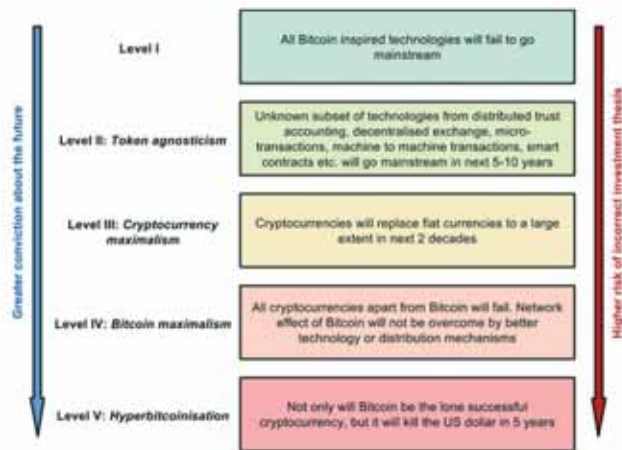 Level I
All Bitcoin inspired technologies will fail to go
mainstream
Level II: Token agnosticism
Unknown subset of technologies from distributed trust
accounting, decentralised exchange, micro-
transactions, machine to machine transactions, smart
contracts etc. will go mainstream in next 5-10 years
Level III: Cryptocurrency
maximalism
Cryptocurrencies will replace fiat currencies to a large
extent in next 2 decades
Level IV: Bitcoin maximalism
All cryptocurrencies apart from Bitcoin will fail. Network
effect of Bitcoin will not be overcome by better
technology or distribution mechanisms
Level V: Hyperbitcoinisation
Not only will Bitcoin be the lone successful
cryptocurrency, but it will kill the US dollar in 5 years
Greater conviction about the future
Higher risk of incorrect investment thesis